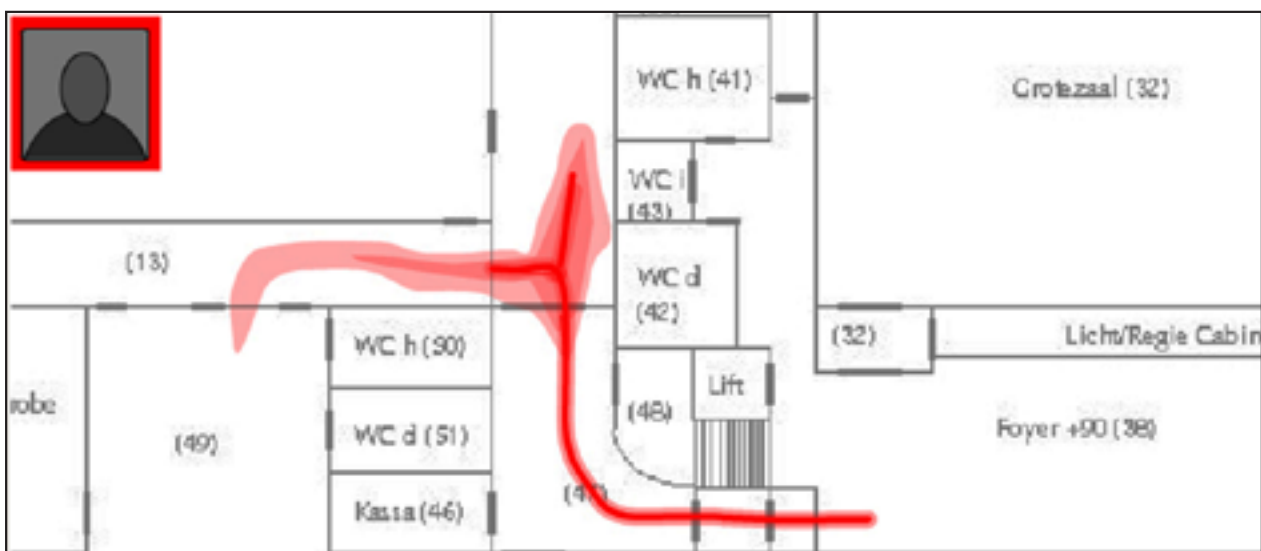 WC h (41)
Grotezaal (32)
WC i
(43)
(13)
WC d
(42)
WC h (50)
(32)
Licht/Regie Cabin
robe
Lift
(48)
(49)
WC d (51)
Foyer +90 (38)
(47)
Kassa (46)